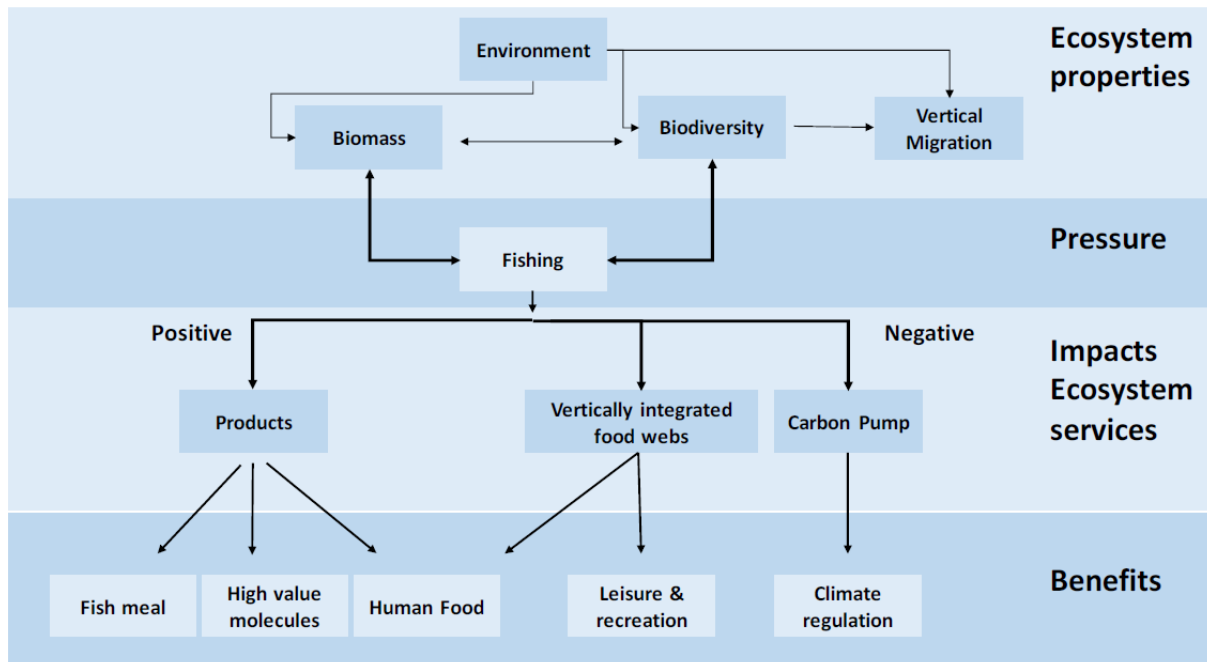 Environment
Ecosystem
properties
Biomass
Biodiversity
Vertical
Migration
Pressure
Fishing
Positive
Negative
Impacts
Ecosystem
services
Products
Vertically integrated
food webs
Carbon Pump
Benefits
Fish meal
High value
molecules
Human Food
Leisure &
recreation
Climate
regulation